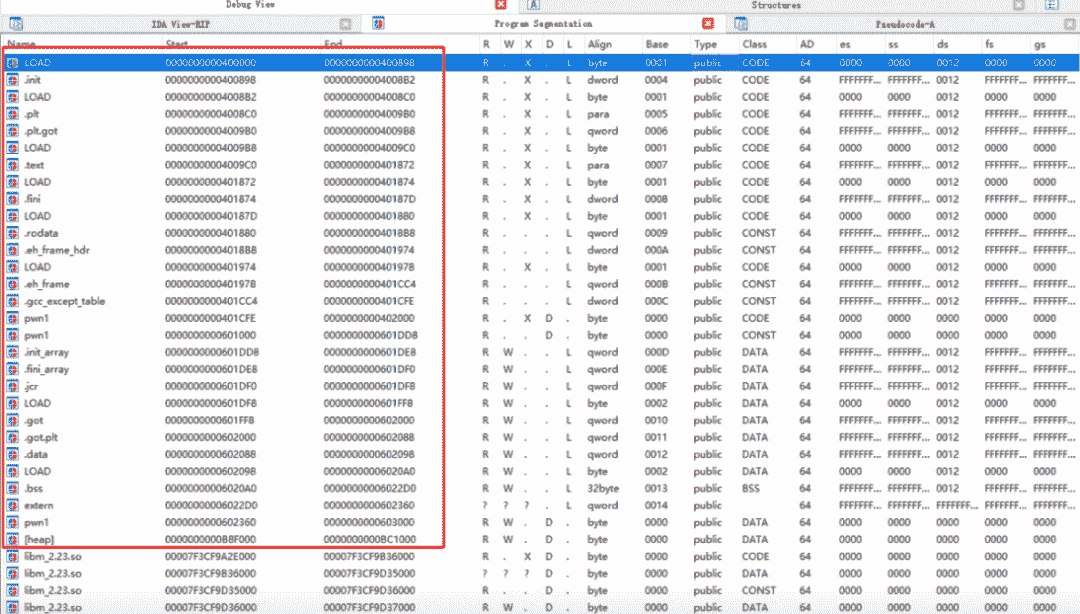 Debug View Structures
IDA View-RIP Program Segmentation Pseudocode-A
Name Start End R W X D L Align Base Type Class AD es ss ds fs gs
LOAD 0000000000400000 0000000000400898 R . X . L byte 0001 public CODE 64 0000 0000 0012 0000 0000
.init 0000000000400898 00000000004008B2 R . X . L dword 0004 public CODE 64 FFFFFFF... FFFFFFF... 0012 FFFFFFF... FFFFFFF...
LOAD 00000000004008B2 00000000004008C0 R . X . L byte 0001 public CODE 64 0000 0000 0012 0000 0000
.plt 00000000004008C0 00000000004009B0 R . X . L para 0005 public CODE 64 FFFFFFF... FFFFFFF... 0012 FFFFFFF... FFFFFFF...
.plt.got 00000000004009B0 00000000004009B8 R . X . L qword 0006 public CODE 64 FFFFFFF... FFFFFFF... 0012 FFFFFFF... FFFFFFF...
LOAD 00000000004009B8 00000000004009C0 R . X . L byte 0001 public CODE 64 0000 0000 0012 0000 0000
.text 00000000004009C0 0000000000401872 R . X . L para 0007 public CODE 64 FFFFFFF... FFFFFFF... 0012 FFFFFFF... FFFFFFF...
LOAD 0000000000401872 0000000000401874 R . X . L byte 0001 public CODE 64 0000 0000 0012 0000 0000
.fini 0000000000401874 000000000040187D R . X . L dword 0008 public CODE 64 FFFFFFF... FFFFFFF... 0012 FFFFFFF... FFFFFFF...
LOAD 000000000040187D 0000000000401880 R . X . L byte 0001 public CODE 64 0000 0000 0012 0000 0000
.rodata 0000000000401880 00000000004018B8 R . . . L qword 0009 public CONST 64 FFFFFFF... FFFFFFF... 0012 FFFFFFF... FFFFFFF...
.eh_frame_hdr 00000000004018B8 0000000000401974 R . . . L dword 000A public CONST 64 FFFFFFF... FFFFFFF... 0012 FFFFFFF... FFFFFFF...
LOAD 0000000000401974 0000000000401978 R . X . L byte 0001 public CODE 64 0000 0000 0012 0000 0000
.eh_frame 0000000000401978 0000000000401CC4 R . . . L qword 000B public CONST 64 FFFFFFF... FFFFFFF... 0012 FFFFFFF... FFFFFFF...
.gcc_except_table 0000000000401CC4 0000000000401CFE R . . . L dword 000C public CONST 64 FFFFFFF... FFFFFFF... 0012 FFFFFFF... FFFFFFF...
pwn1 0000000000401CFE 0000000000402000 R . X D . byte 0000 public CODE 64 0000 0000 0000 0000 0000
pwn1 0000000000601000 0000000000601DD8 R . . D . byte 0000 public CONST 64 0000 0000 0000 0000 0000
.init_array 0000000000601DD8 0000000000601DE8 R W . . L qword 000D public DATA 64 FFFFFFF... FFFFFFF... 0012 FFFFFFF... FFFFFFF...
.fini_array 0000000000601DE8 0000000000601DF0 R W . . L qword 000E public DATA 64 FFFFFFF... FFFFFFF... 0012 FFFFFFF... FFFFFFF...
.jcr 0000000000601DF0 0000000000601DF8 R W . . L qword 000F public DATA 64 FFFFFFF... FFFFFFF... 0012 FFFFFFF... FFFFFFF...
LOAD 0000000000601DF8 0000000000601FF8 R W . . L byte 0002 public DATA 64 0000 0000 0012 0000 0000
.got 0000000000601FF8 0000000000602000 R W . . L qword 0010 public DATA 64 FFFFFFF... FFFFFFF... 0012 FFFFFFF... FFFFFFF...
.got.plt 0000000000602000 0000000000602088 R W . . L qword 0011 public DATA 64 FFFFFFF... FFFFFFF... 0012 FFFFFFF... FFFFFFF...
.data 0000000000602088 0000000000602098 R W . . L qword 0012 public DATA 64 FFFFFFF... FFFFFFF... 0012 FFFFFFF... FFFFFFF...
LOAD 0000000000602098 00000000006020A0 R W . . L byte 0002 public DATA 64 0000 0000 0012 0000 0000
.bss 00000000006020A0 00000000006022D0 R W . . L 32byte 0013 public BSS 64 FFFFFFF... FFFFFFF... 0012 FFFFFFF... FFFFFFF...
extern 00000000006022D0 0000000000602360 ? ? ? . L qword 0014 public 64 FFFFFFF... FFFFFFF... FFFFFFF... FFFFFFF... FFFFFFF...
pwn1 0000000000602360 0000000000603000 R W . D . byte 0000 public DATA 64 0000 0000 0000 0000 0000
[heap] 0000000000B8F000 0000000000BC1000 R W . D . byte 0000 public DATA 64 0000 0000 0000 0000 0000
libm_2.23.so 00007F3CF9A2E000 00007F3CF9B36000 R . X D . byte 0000 public CODE 64 0000 0000 0000 0000 0000
libm_2.23.so 00007F3CF9B36000 00007F3CF9D35000 ? ? ? D . byte 0000 public DATA 64 0000 0000 0000 0000 0000
libm_2.23.so 00007F3CF9D35000 00007F3CF9D36000 R . . D . byte 0000 public CONST 64 0000 0000 0000 0000 0000
libm_2.23.so 00007F3CF9D36000 00007F3CF9D37000 R W . D . byte 0000 public DATA 64 0000 0000 0000 0000 0000